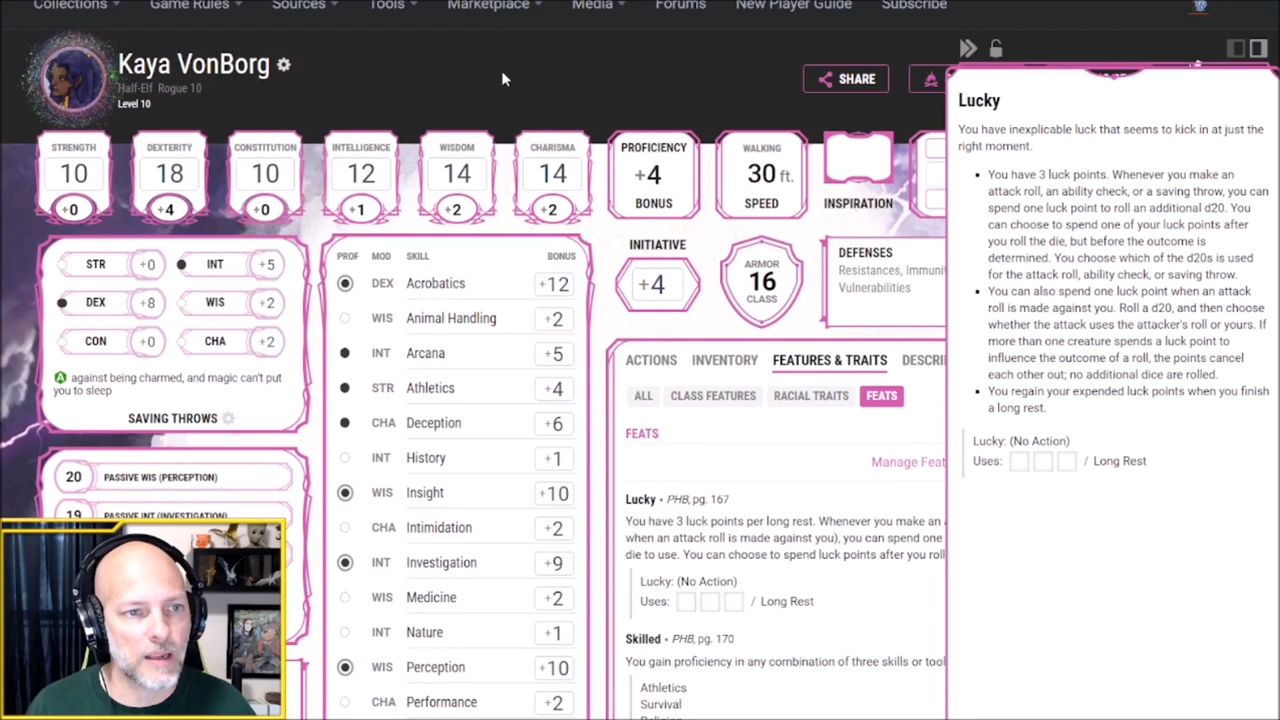 Collections Game Rules Sources Tools Marketplace Media Forums New Player Guide Subscribe
Kaya VonBorg
Half-Elf Rogue 10
Level 10
SHARE
STRENGTH
10
+0
DEXTERITY
18
+4
CONSTITUTION
10
+0
INTELLIGENCE
12
+1
WISDOM
14
+2
CHARISMA
14
+2
PROFICIENCY
+4
BONUS
WALKING
30 ft.
SPEED
INSPIRATION
STR +0
INT +5
DEX +8
WIS +2
CON +0
CHA +2
A against being charmed, and magic can't put
you to sleep
SAVING THROWS
20 PASSIVE WIS (PERCEPTION)
19 PASSIVE INT (INVESTIGATION)
PROF MOD SKILL BONUS
DEX Acrobatics +12
WIS Animal Handling +2
INT Arcana +5
STR Athletics +4
CHA Deception +6
INT History +1
WIS Insight +10
CHA Intimidation +2
INT Investigation +9
WIS Medicine +2
INT Nature +1
WIS Perception +10
CHA Performance +2
INITIATIVE
+4
ARMOR
16
CLASS
DEFENSES
Resistances, Immuni
Vulnerabilities
ACTIONS INVENTORY FEATURES & TRAITS DESCRI
ALL CLASS FEATURES RACIAL TRAITS FEATS
FEATS
Manage Feat
Lucky • PHB, pg. 167
You have 3 luck points per long rest. Whenever you make an
when an attack roll is made against you), you can spend one
die to use. You can choose to spend luck points after you roll
Lucky: (No Action)
Uses: / Long Rest
Skilled • PHB, pg. 170
You gain proficiency in any combination of three skills or tool
Athletics
Survival
Lucky
You have inexplicable luck that seems to kick in at just the
right moment.
• You have 3 luck points. Whenever you make an
attack roll, an ability check, or a saving throw, you can
spend one luck point to roll an additional d20. You
can choose to spend one of your luck points after
you roll the die, but before the outcome is
determined. You choose which of the d20s is
used for the attack roll, ability check, or saving throw.
• You can also spend one luck point when an attack
roll is made against you. Roll a d20, and then choose
whether the attack uses the attacker's roll or yours. If
more than one creature spends a luck point to
influence the outcome of a roll, the points cancel
each other out; no additional dice are rolled.
• You regain your expended luck points when you finish
a long rest.
Lucky: (No Action)
Uses: / Long Rest